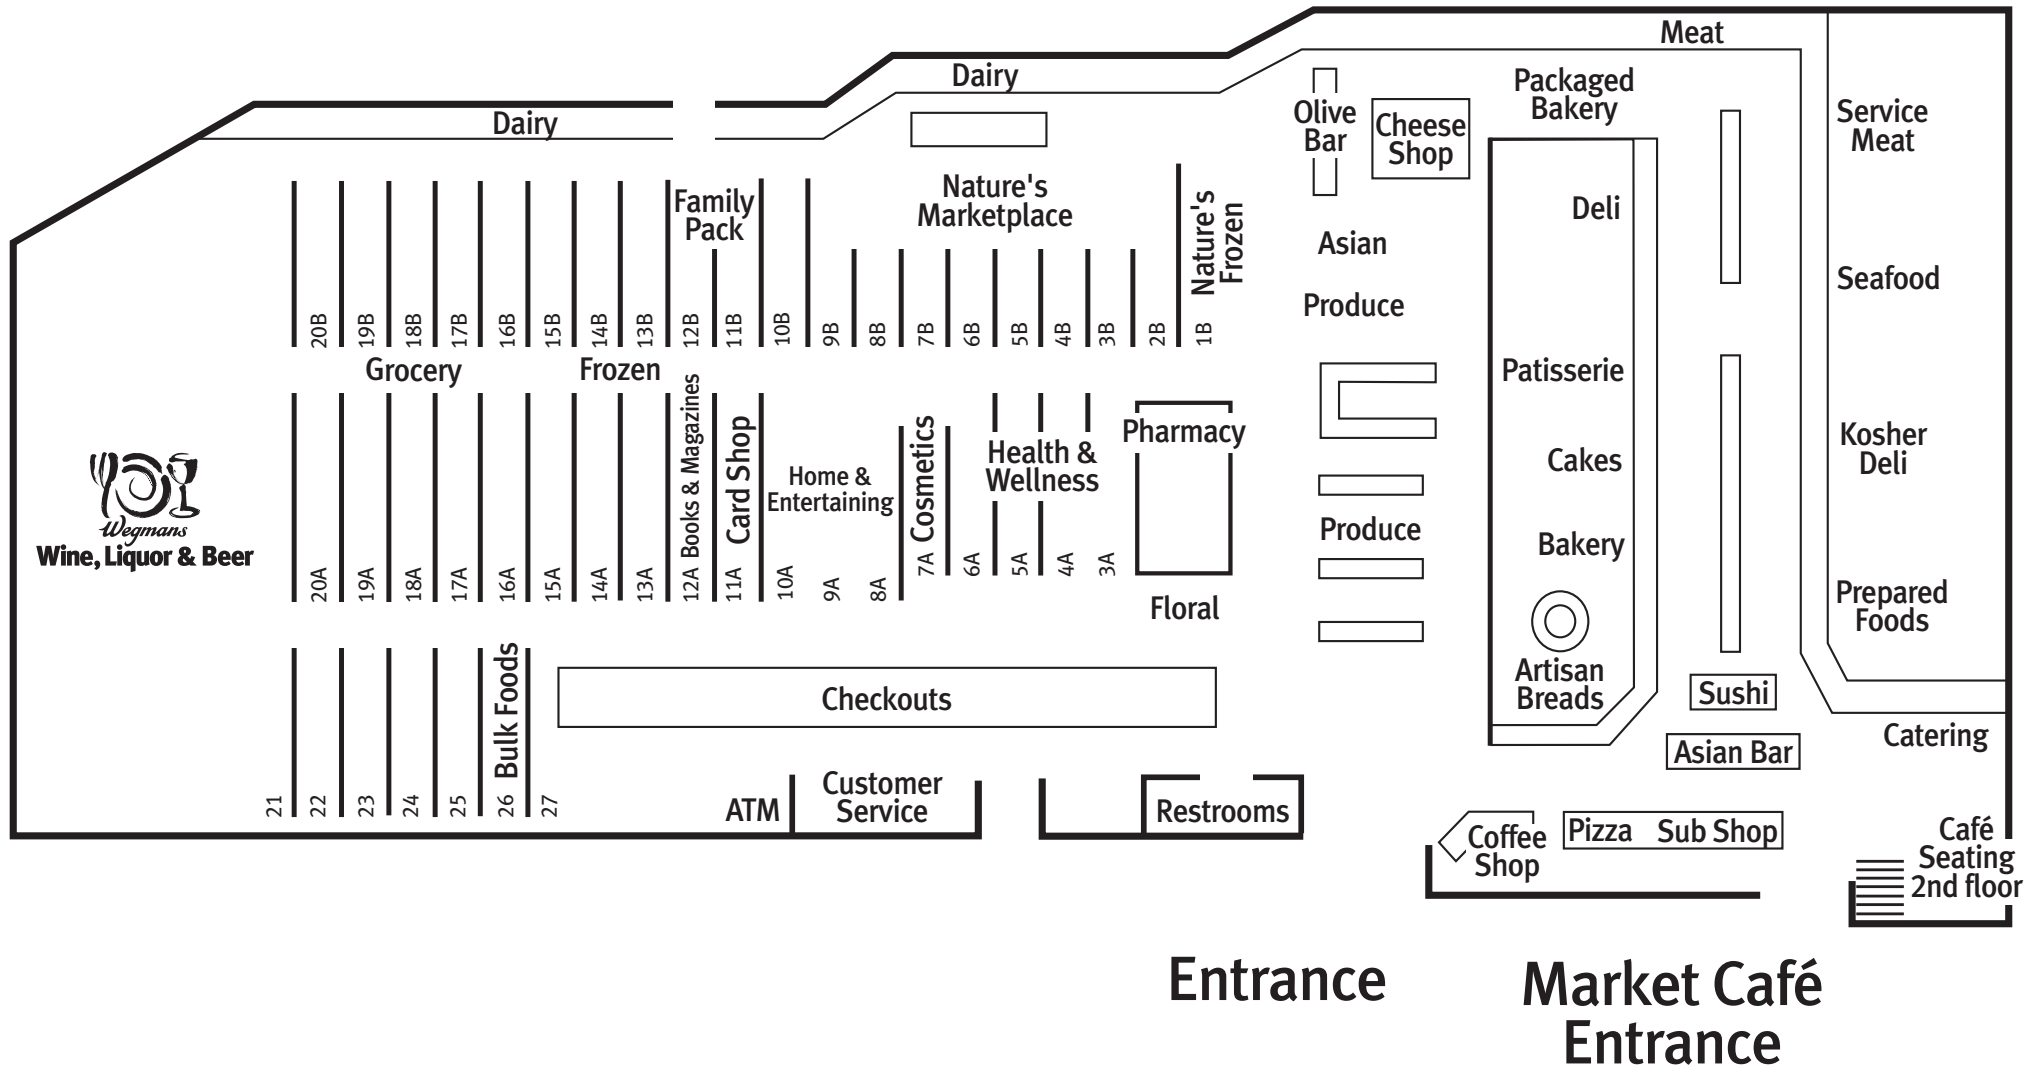 Meat
Dairy
Dairy
Packaged
Bakery
Olive
Bar
Cheese
Shop
Service
Meat
Family
Pack
Nature's
Marketplace
Nature's
Frozen
Deli
Asian
Seafood
Produce
20B
19B
18B
17B
16B
15B
14B
13B
12B
11B
10B
9B
8B
7B
6B
5B
4B
3B
2B
1B
Grocery
Frozen
Patisserie
Books & Magazines
Card Shop
Home &
Entertaining
Cosmetics
Health &
Wellness
Pharmacy
Kosher
Deli
Cakes
Wegmans
Wine, Liquor & Beer
Produce
Bakery
20A
19A
18A
17A
16A
15A
14A
13A
12A
11A
10A
9A
8A
7A
6A
5A
4A
3A
Floral
Prepared
Foods
Artisan
Breads
Bulk Foods
Checkouts
Sushi
Asian Bar
Catering
21
22
23
24
25
26
27
ATM
Customer
Service
Restrooms
Coffee
Shop
Pizza
Sub Shop
Café
Seating
2nd floor
Entrance
Market Café
Entrance